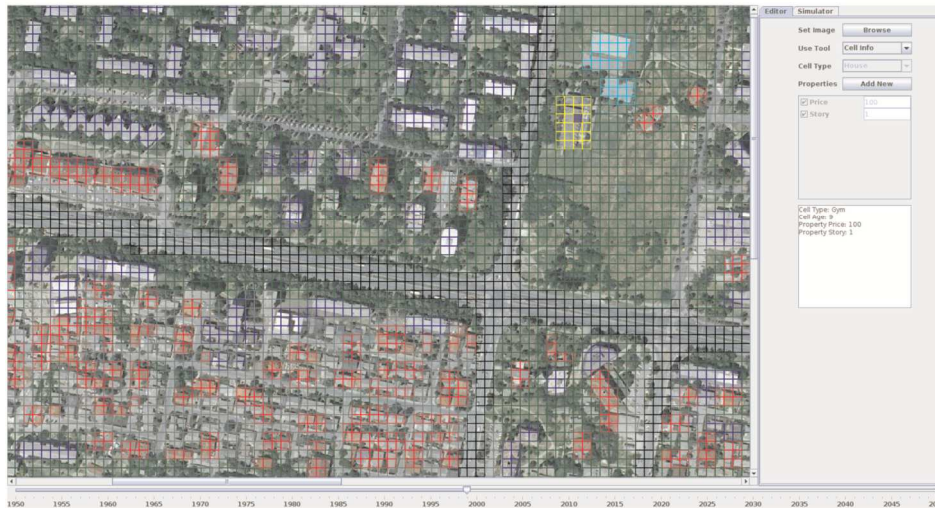 Editor Simulator
Set Image Browse
Use Tool Cell Info
Cell Type House
Properties Add New
Price 100
Story 1
Cell Type: Gym
Cell Age: 9
Property Price: 100
Property Story: 1
1950 1955 1960 1965 1970 1975 1980 1985 1990 1995 2000 2005 2010 2015 2020 2025 2030 2035 2040 2045